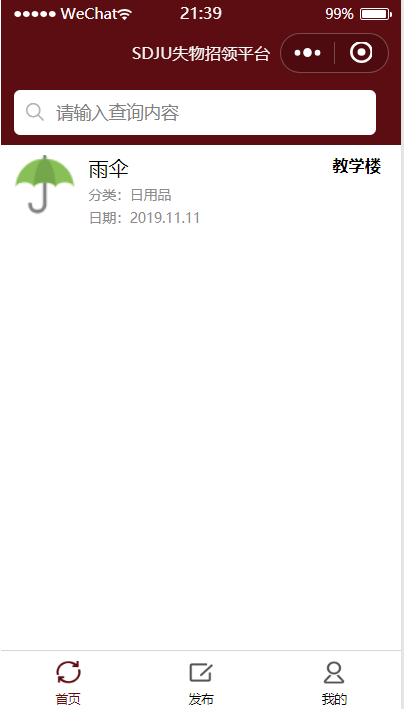 WeChat 21:39 99%
SDJU失物招领平台
请输入查询内容
雨伞 教学楼
分类：日用品
日期：2019.11.11
首页 发布 我的